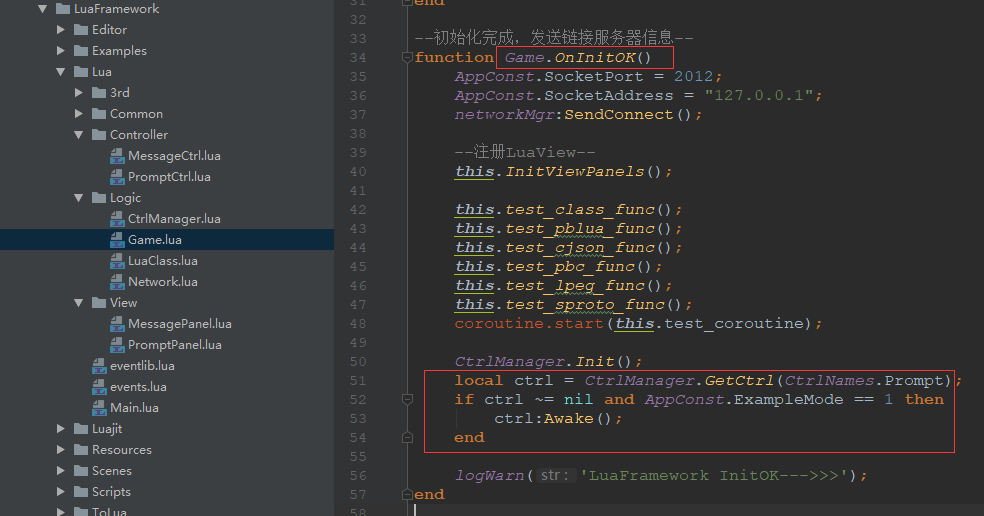 LuaFramework
Editor
Examples
Lua
3rd
Common
Controller
MessageCtrl.lua
PromptCtrl.lua
Logic
CtrlManager.lua
Game.lua
LuaClass.lua
Network.lua
View
MessagePanel.lua
PromptPanel.lua
eventlib.lua
events.lua
Main.lua
Luajit
Resources
Scenes
Scripts
ToLua
31 end
32
33 --初始化完成，发送链接服务器信息--
34 function Game.OnInitOK()
35 AppConst.SocketPort = 2012;
36 AppConst.SocketAddress = "127.0.0.1";
37 networkMgr:SendConnect();
38
39 --注册LuaView--
40 this.InitViewPanels();
41
42 this.test_class_func();
43 this.test_pblua_func();
44 this.test_cjson_func();
45 this.test_pbc_func();
46 this.test_lpeg_func();
47 this.test_sproto_func();
48 coroutine.start(this.test_coroutine);
49
50 CtrlManager.Init();
51 local ctrl = CtrlManager.GetCtrl(CtrlNames.Prompt);
52 if ctrl ~= nil and AppConst.ExampleMode == 1 then
53 ctrl:Awake();
54 end
55
56 logWarn( str: 'LuaFramework InitOK--->>>');
57 end
58